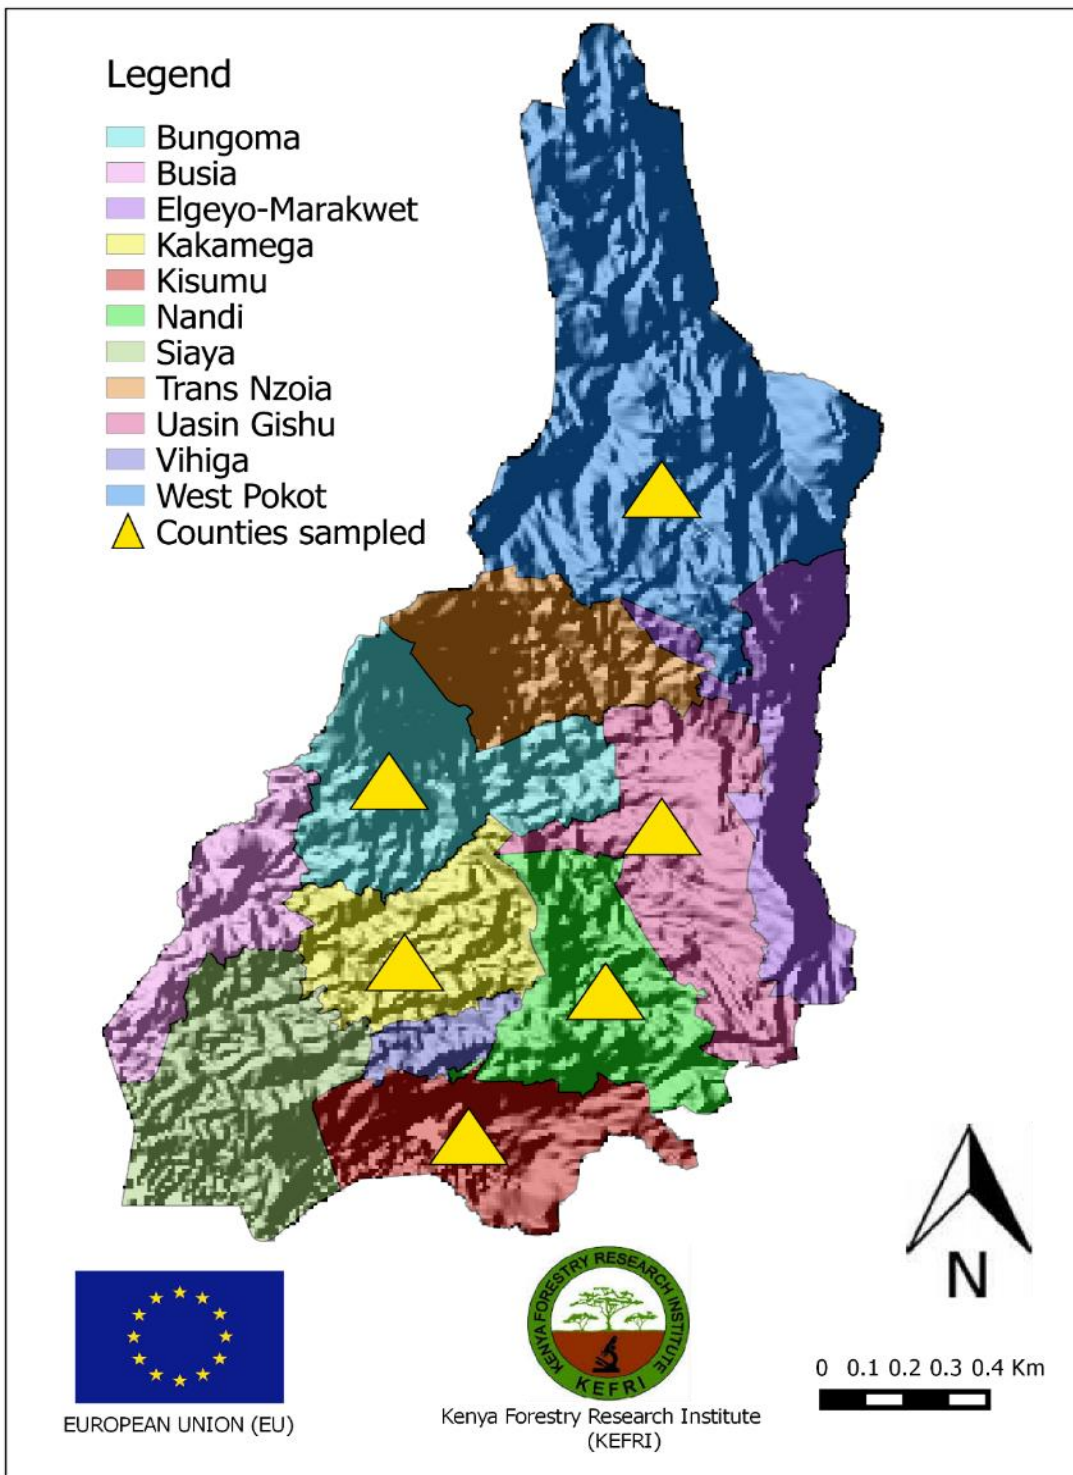 Legend
Bungoma
Busia
Elgeyo-Marakwet
Kakamega
Kisumu
Nandi
Siaya
Trans Nzoia
Uasin Gishu
Vihiga
West Pokot
Counties sampled
N
EUROPEAN UNION (EU)
KENYA FORESTRY RESEARCH INSTITUTE
KEFRI
Kenya Forestry Research Institute
(KEFRI)
0 0.1 0.2 0.3 0.4 Km